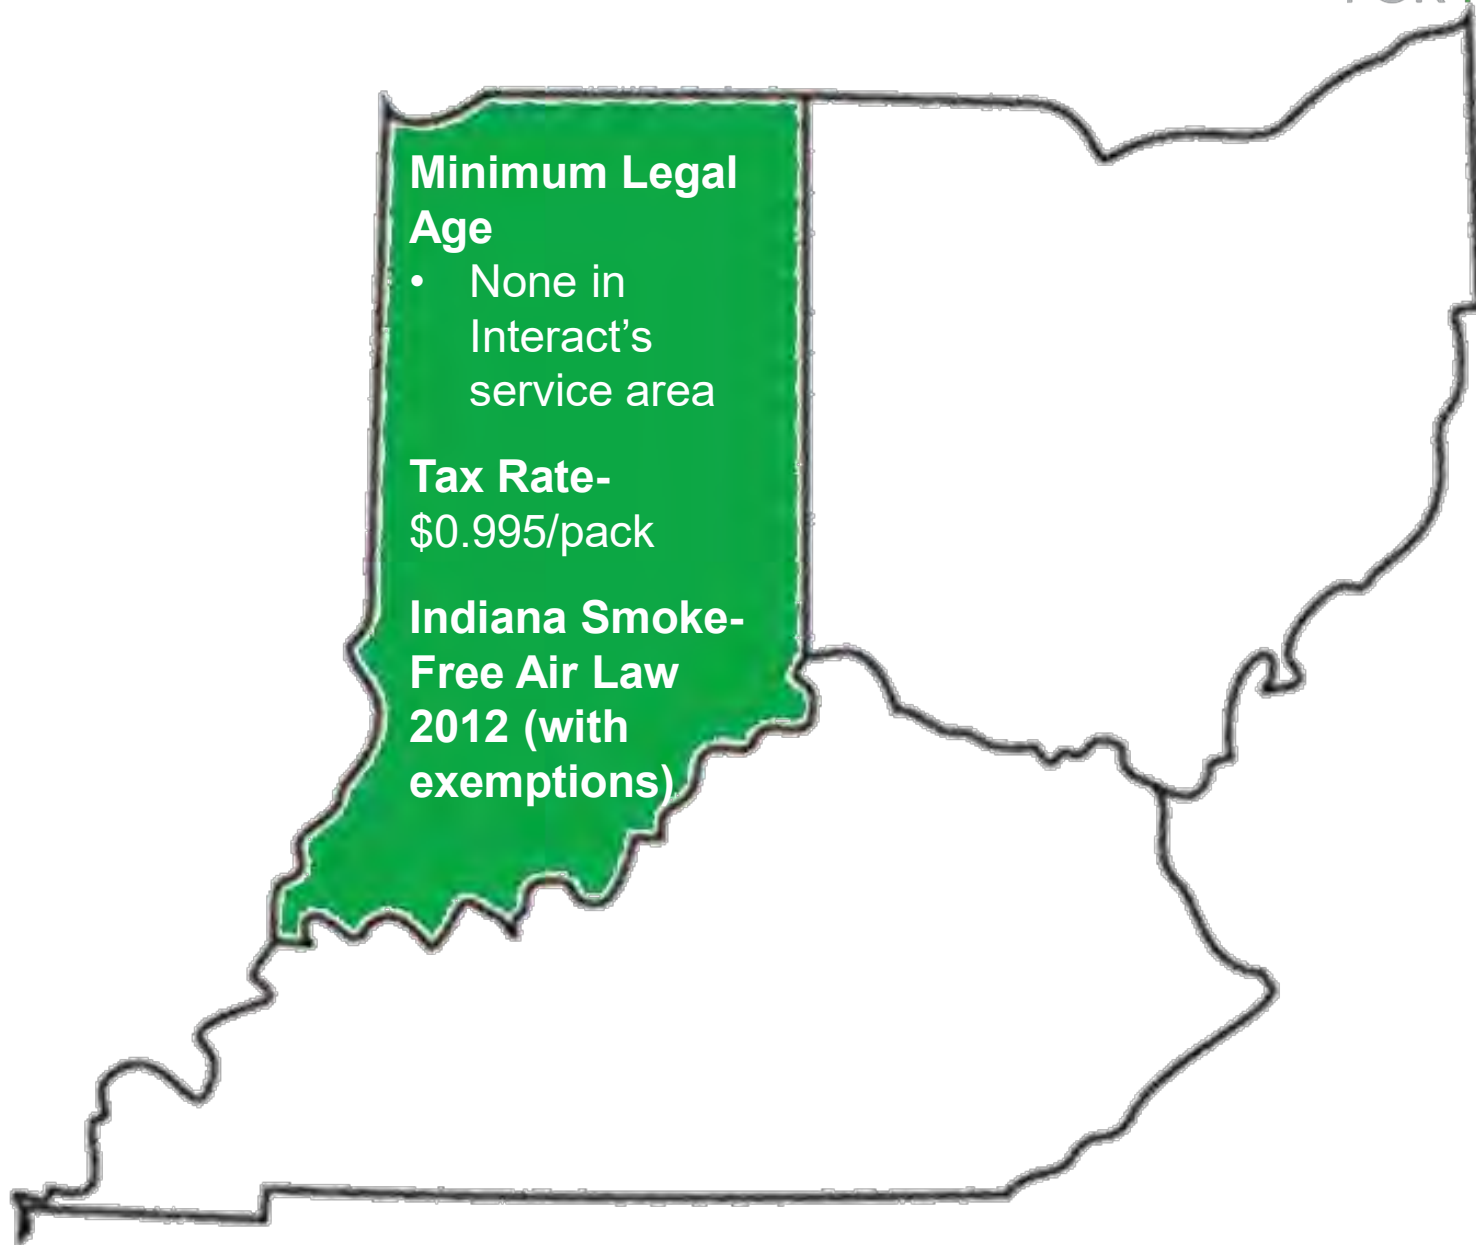 Minimum Legal
Age
• None in
Interact’s
service area
Tax Rate-
$0.995/pack
Indiana Smoke-
Free Air Law
2012 (with
exemptions)